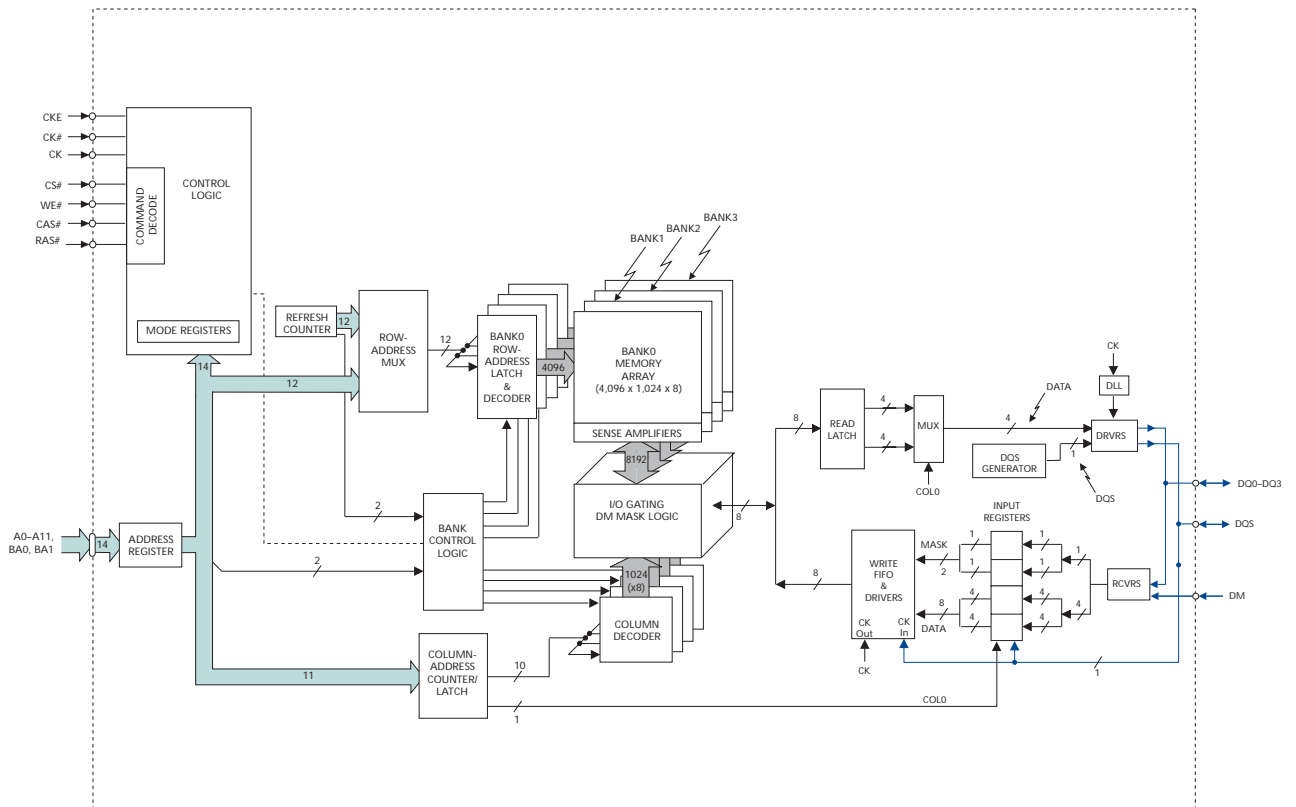 CKE
CK#
CK
CS#
WE#
CAS#
RAS#
COMMAND
DECODE
CONTROL
LOGIC
MODE REGISTERS
REFRESH
COUNTER
12
ROW-
ADDRESS
MUX
12
BANK0
ROW-
ADDRESS
LATCH
&
DECODER
4096
BANK1
BANK2
BANK3
BANK0
MEMORY
ARRAY
(4,096 x 1,024 x 8)
SENSE AMPLIFIERS
8192
I/O GATING
DM MASK LOGIC
14
12
2
2
BANK
CONTROL
LOGIC
A0–A11,
BA0, BA1
14
ADDRESS
REGISTER
11
COLUMN-
ADDRESS
COUNTER/
LATCH
10
1
1024
(x8)
COLUMN
DECODER
COL0
8
8
READ
LATCH
4
4
MUX
COL0
4
DATA
DQS
GENERATOR
1
DQS
CK
DLL
DRVRS
DQ0–DQ3
DQS
DM
RCVRS
INPUT
REGISTERS
1
1
4
4
1
4
1
1
4
4
MASK
2
8
DATA
WRITE
FIFO
&
DRIVERS
CK
Out
CK
In
CK
8
1